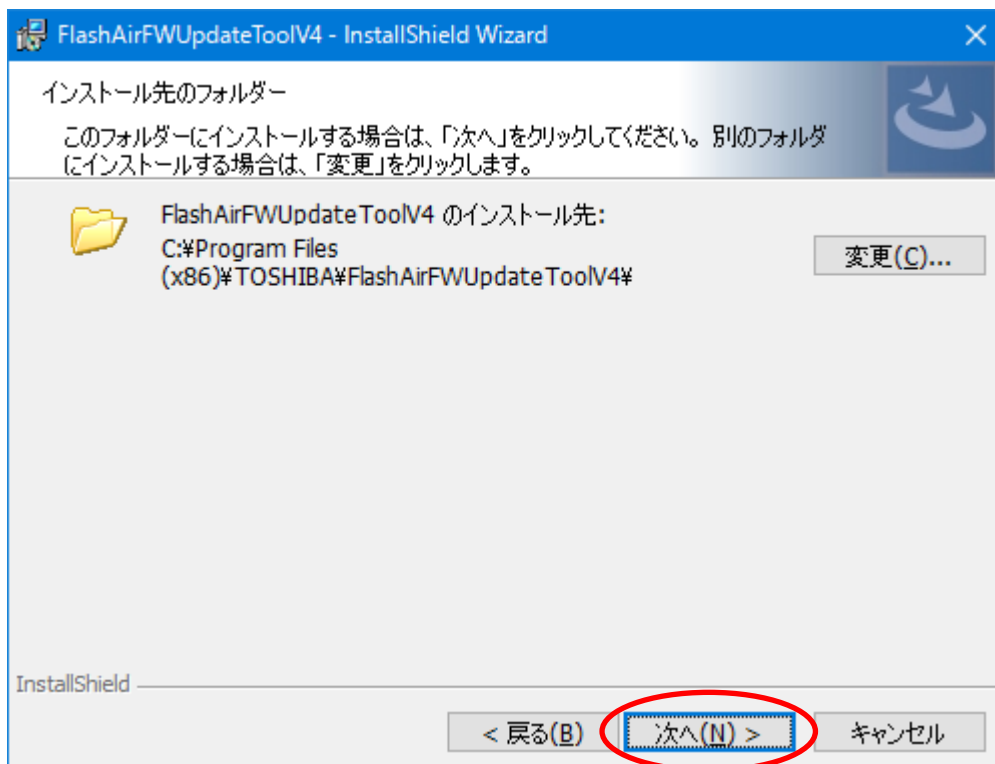 FlashAirFWUpdateToolV4 - InstallShield Wizard
インストール先のフォルダー
このフォルダーにインストールする場合は、「次へ」をクリックしてください。別のフォルダ
にインストールする場合は、「変更」をクリックします。
FlashAirFWUpdateToolV4 のインストール先:
C:¥Program Files
(x86)¥TOSHIBA¥FlashAirFWUpdateToolV4¥
変更(C)...
InstallShield
< 戻る(B)
次へ(N) >
キャンセル